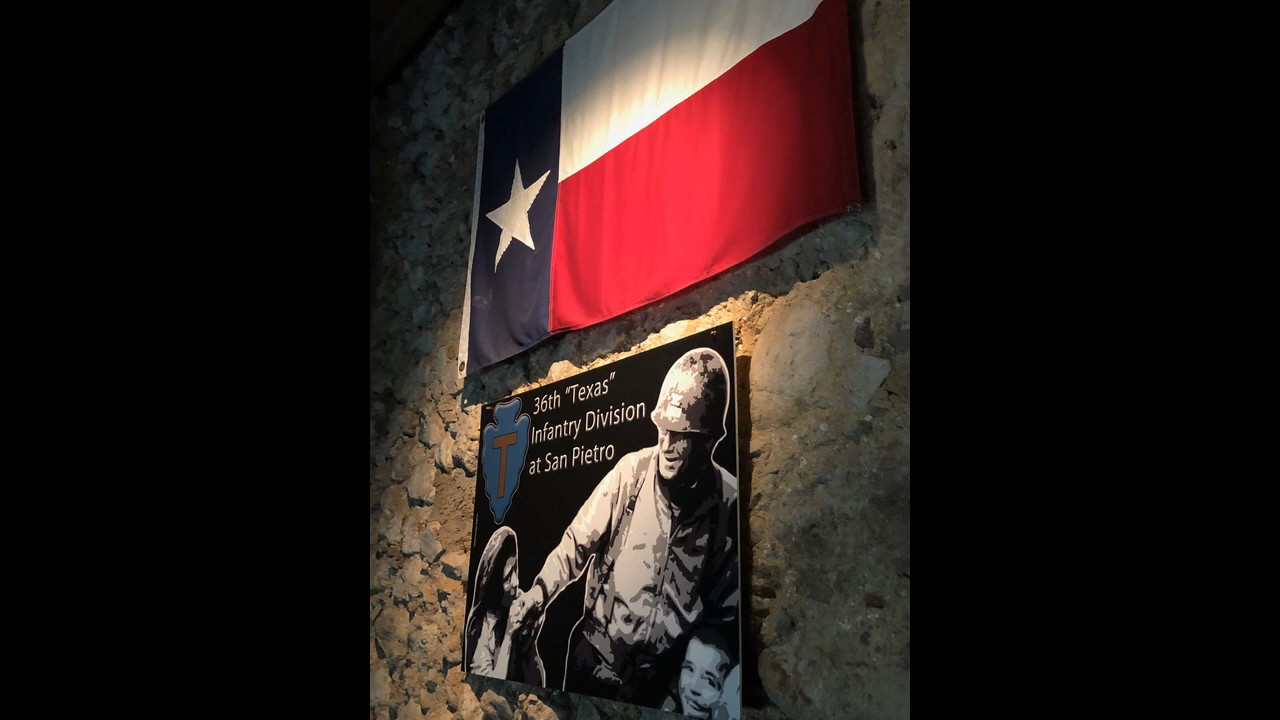 36th “Texas”
Infantry Division
at San Pietro
T